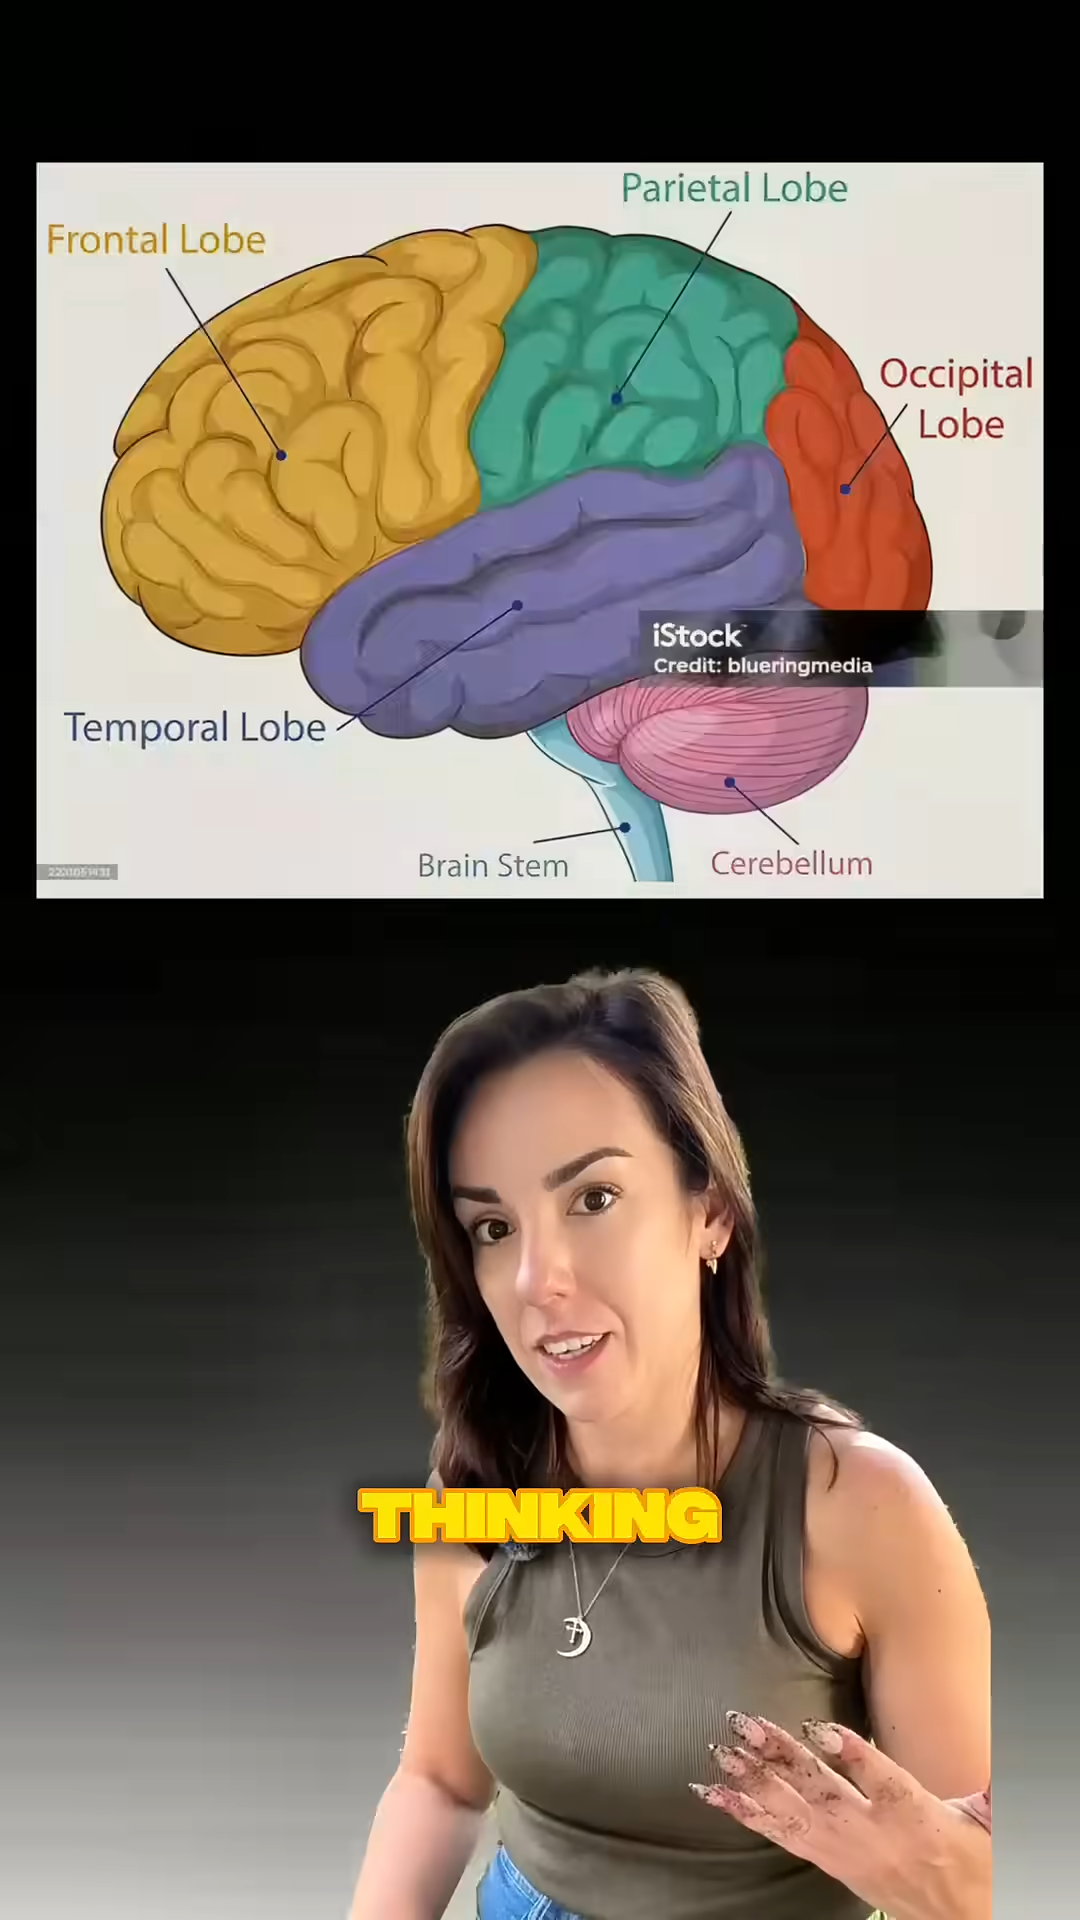 Parietal Lobe
Frontal Lobe
Occipital
Lobe
iStock
Credit: blueringmedia
Temporal Lobe
Brain Stem
Cerebellum
THINKING